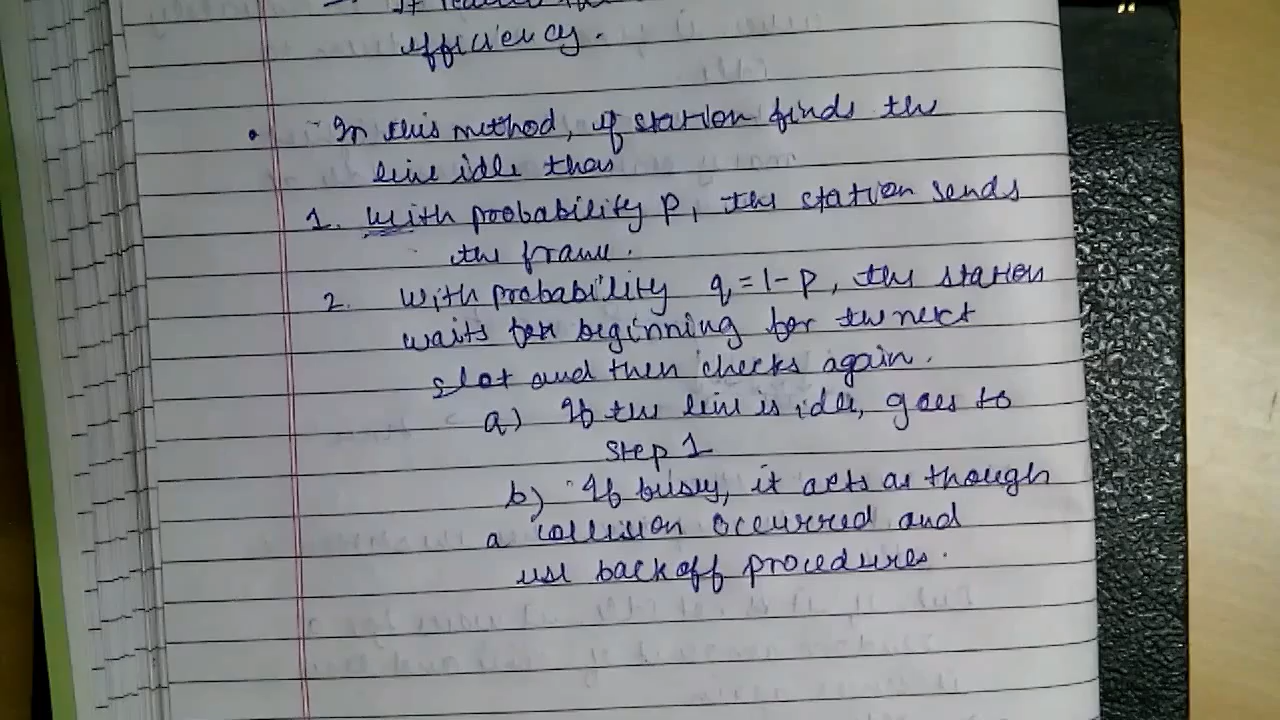 efficiency.
• In this method, if station finds the
line idle then
1. With probability p, the station sends
the frame.
2. With probability q = 1 - p, the station
waits for beginning for the next
slot and then checks again.
a) If the line is idle, goes to
step 1
b) If busy, it acts as though
a collision occurred and
use backoff procedures.